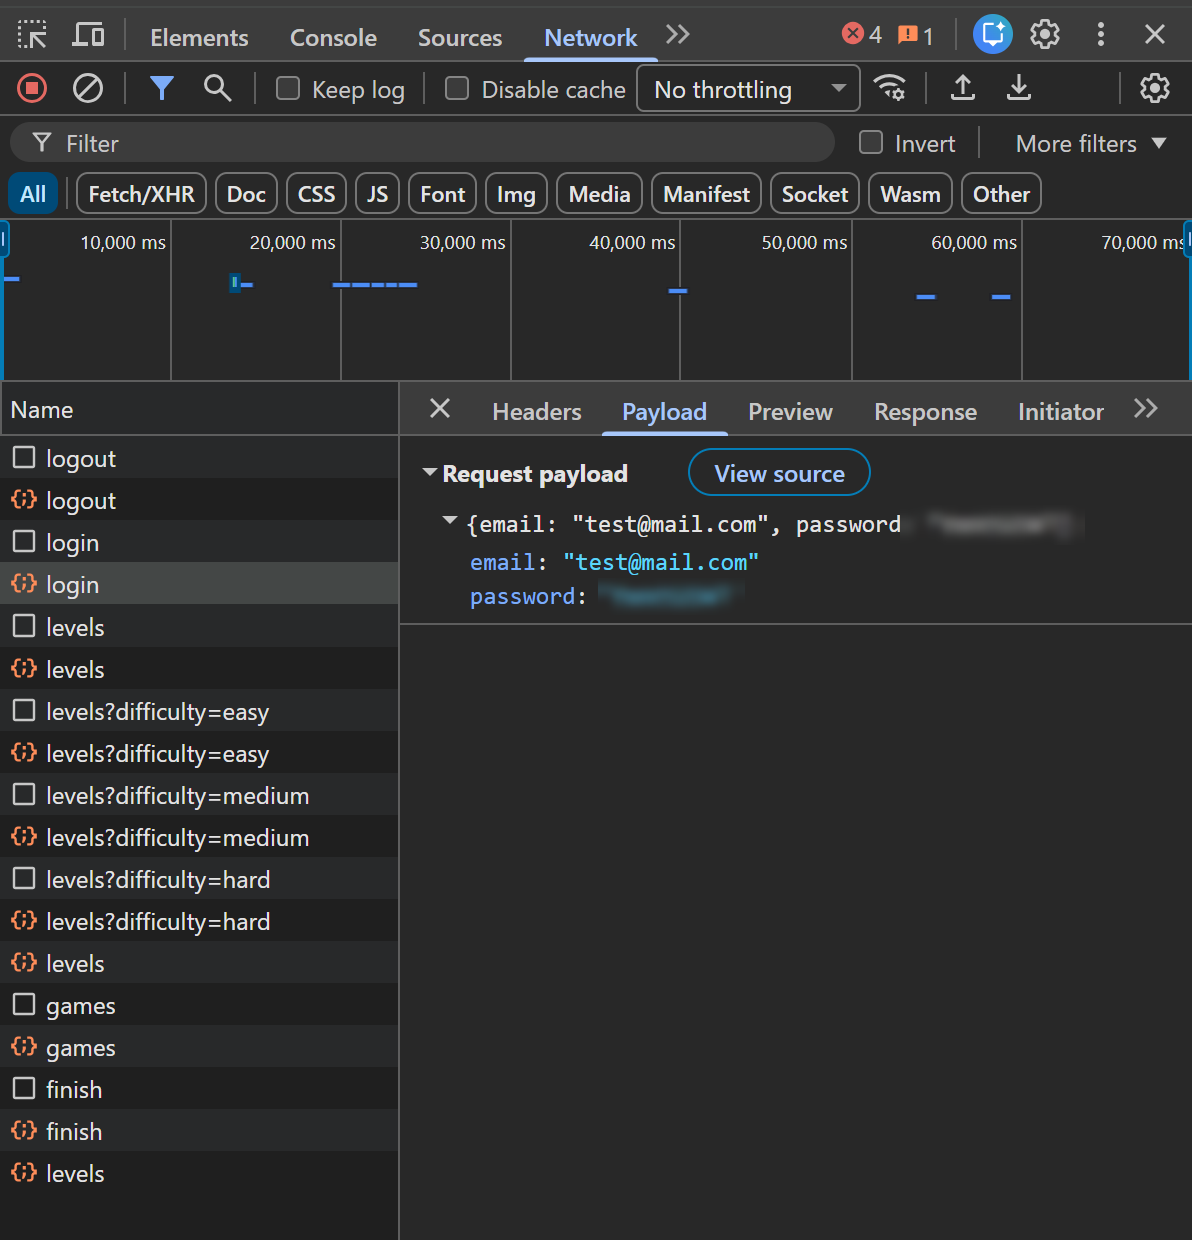 Elements Console Sources Network 4 1
Keep log Disable cache No throttling
Filter Invert More filters
All Fetch/XHR Doc CSS JS Font Img Media Manifest Socket Wasm Other
10,000 ms 20,000 ms 30,000 ms 40,000 ms 50,000 ms 60,000 ms 70,000 ms
Name
logout
logout
login
login
levels
levels
levels?difficulty=easy
levels?difficulty=easy
levels?difficulty=medium
levels?difficulty=medium
levels?difficulty=hard
levels?difficulty=hard
levels
games
games
finish
finish
levels
Headers Payload Preview Response Initiator
Request payload View source
{email: "test@mail.com", password
email: "test@mail.com"
password: